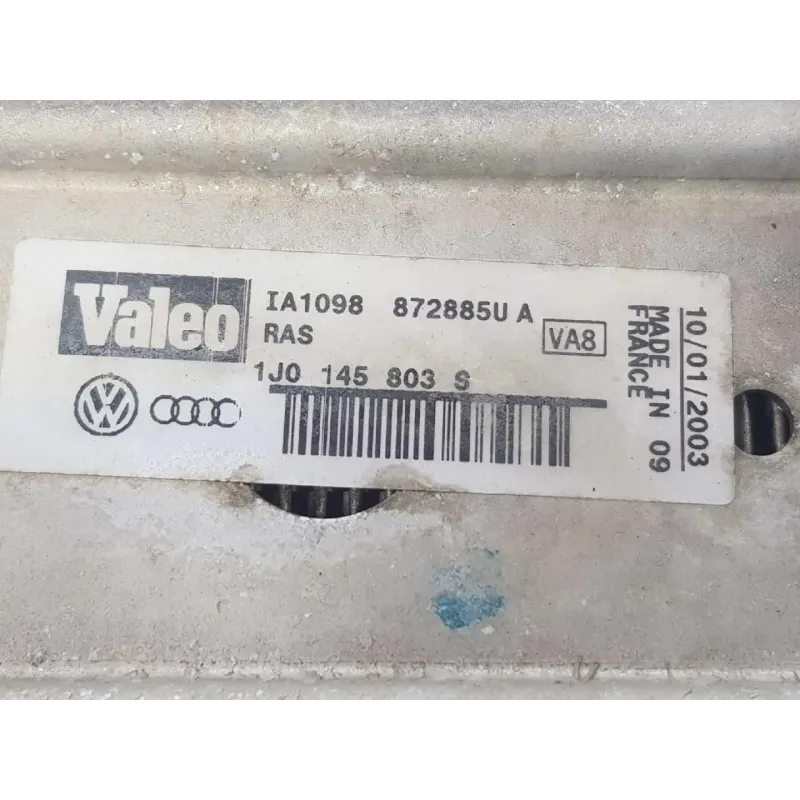 Valeo
IA1098 872885U A
RAS
VA8
1J0 145 803 S
10/01/2003
MADE IN 09
FRANCE